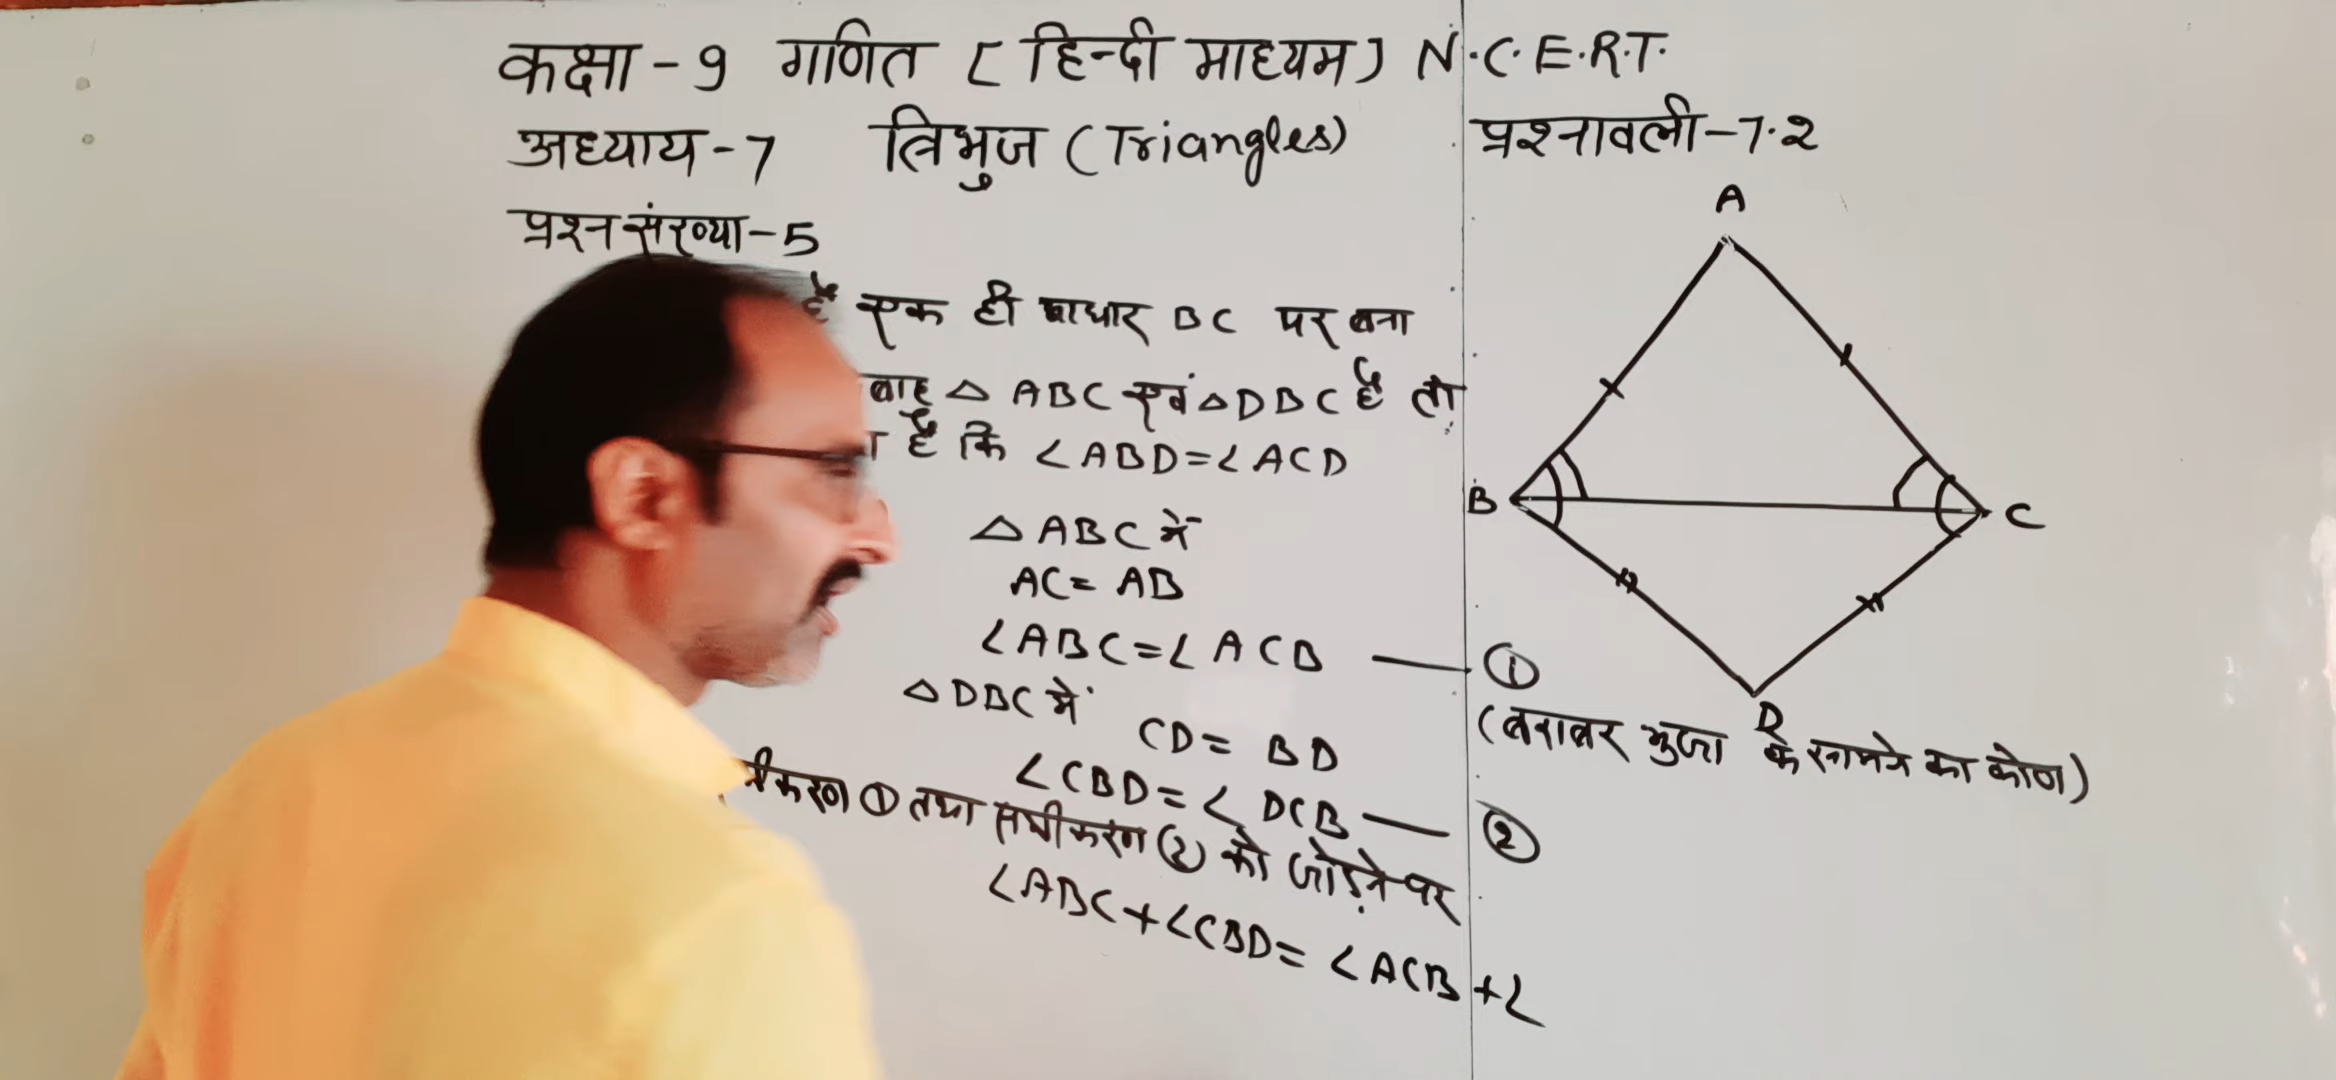 कक्षा - 9 गणित [हिन्दी माध्यम] N.C.E.R.T.
अध्याय - 7 त्रिभुज (Triangles) प्रश्नावली - 7.2
प्रश्न संख्या - 5
A
है एक ही आधार BC पर बना
बाहु △ ABC एवं △ DBC है तो
है कि ∠ABD = ∠ACD
B
C
△ ABC में
AC = AB
∠ABC = ∠ACB —— ①
△ DBC में
D
(बराबर भुजा के सामने का कोण)
CD = BD
∠CBD = ∠DCB —— ②
मीकरण ① तथा समीकरण ② को जोड़ने पर
∠ABC + ∠CBD = ∠ACB + ∠